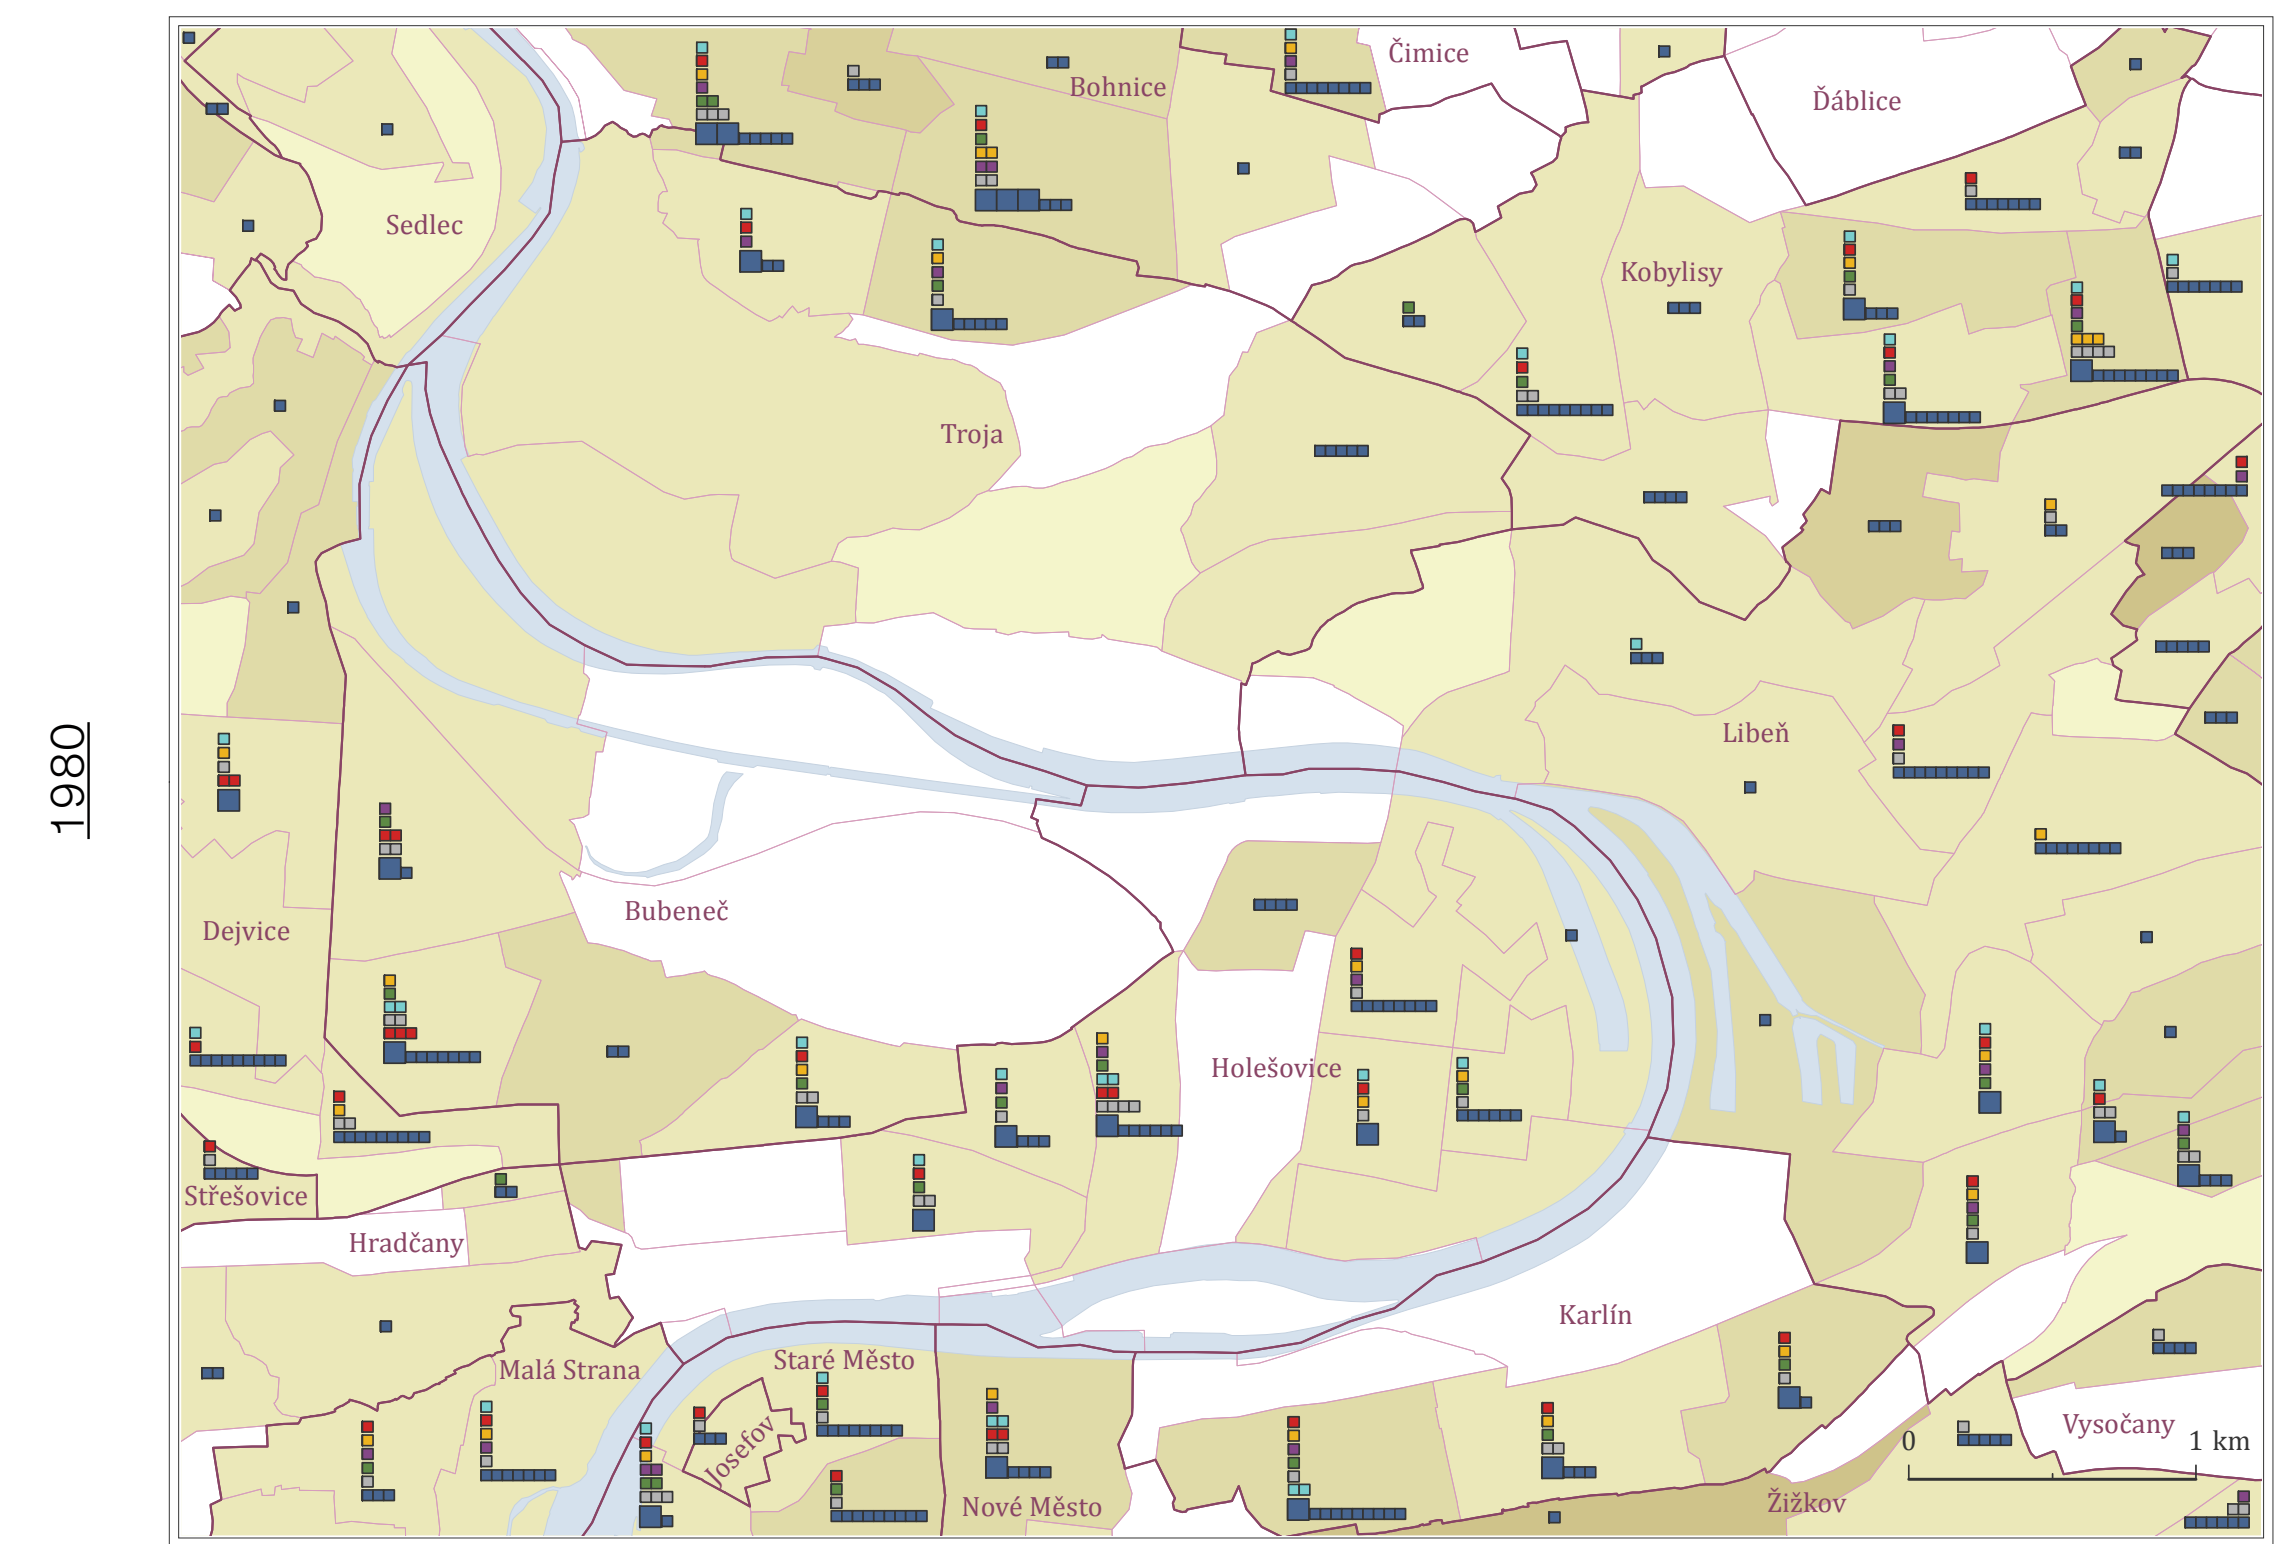 1980
Čimice
Bohnice
Ďáblice
Sedlec
Kobylisy
Troja
Libeň
Bubeneč
Dejvice
Holešovice
Střešovice
Hradčany
Karlín
Malá Strana
Staré Město
Josefov
Vysočany
0 1 km
Nové Město
Žižkov